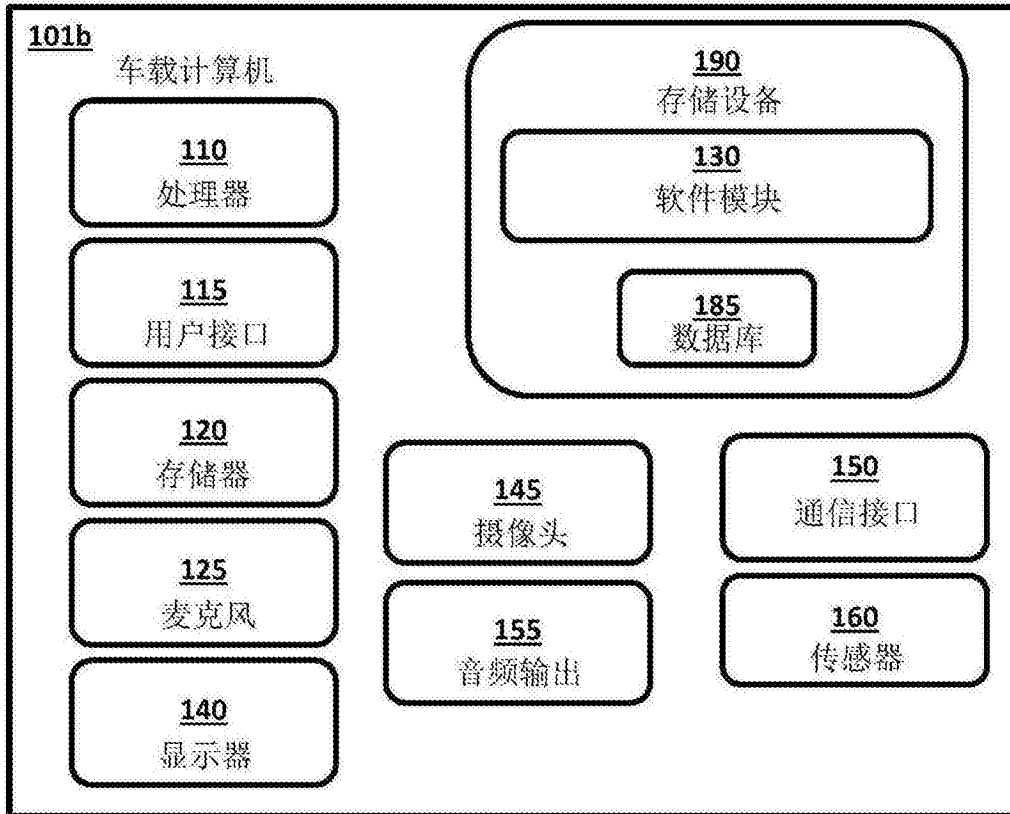 101b
车载计算机
110
处理器
115
用户接口
120
存储器
125
麦克风
140
显示器
190
存储设备
130
软件模块
185
数据库
145
摄像头
155
音频输出
150
通信接口
160
传感器